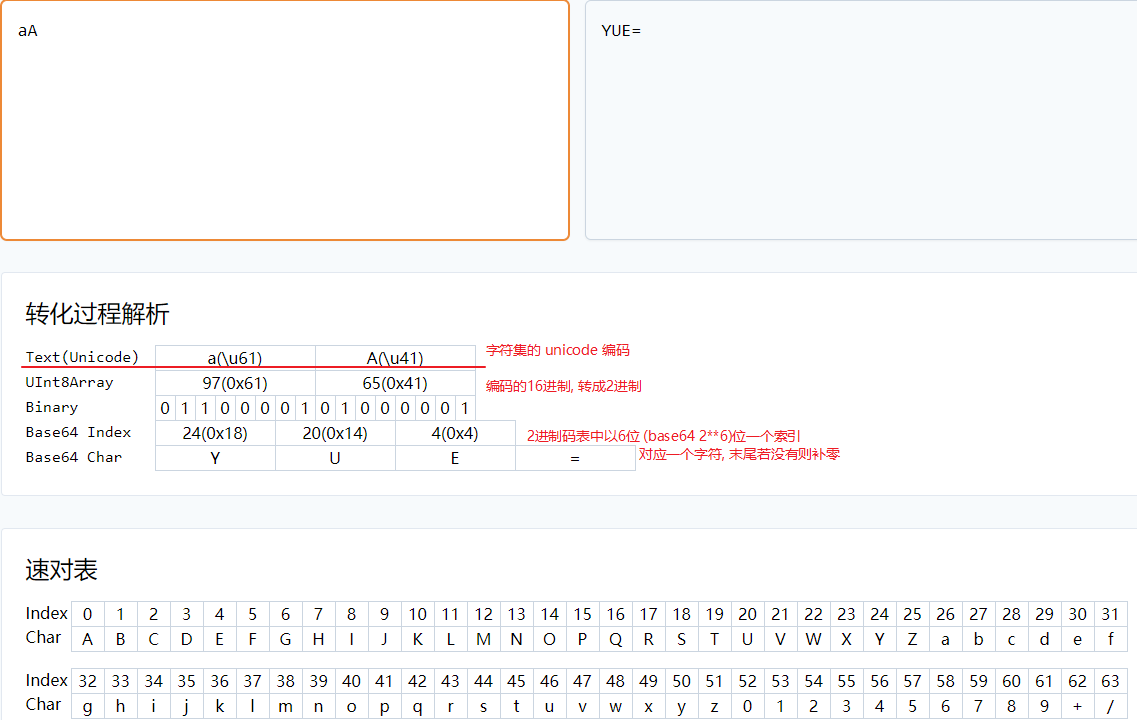 aA
YUE=
转化过程解析
Text(Unicode) a(\u61) A(\u41) 字符集的 unicode 编码
UInt8Array 97(0x61) 65(0x41) 编码的16进制, 转成2进制
Binary 0 1 1 0 0 0 0 1 0 1 0 0 0 0 0 1
Base64 Index 24(0x18) 20(0x14) 4(0x4) 2进制码表中以6位 (base64 2**6)位一个索引
Base64 Char Y U E = 对应一个字符, 末尾若没有则补零
速对表
Index 0 1 2 3 4 5 6 7 8 9 10 11 12 13 14 15 16 17 18 19 20 21 22 23 24 25 26 27 28 29 30 31
Char A B C D E F G H I J K L M N O P Q R S T U V W X Y Z a b c d e f
Index 32 33 34 35 36 37 38 39 40 41 42 43 44 45 46 47 48 49 50 51 52 53 54 55 56 57 58 59 60 61 62 63
Char g h i j k l m n o p q r s t u v w x y z 0 1 2 3 4 5 6 7 8 9 + /